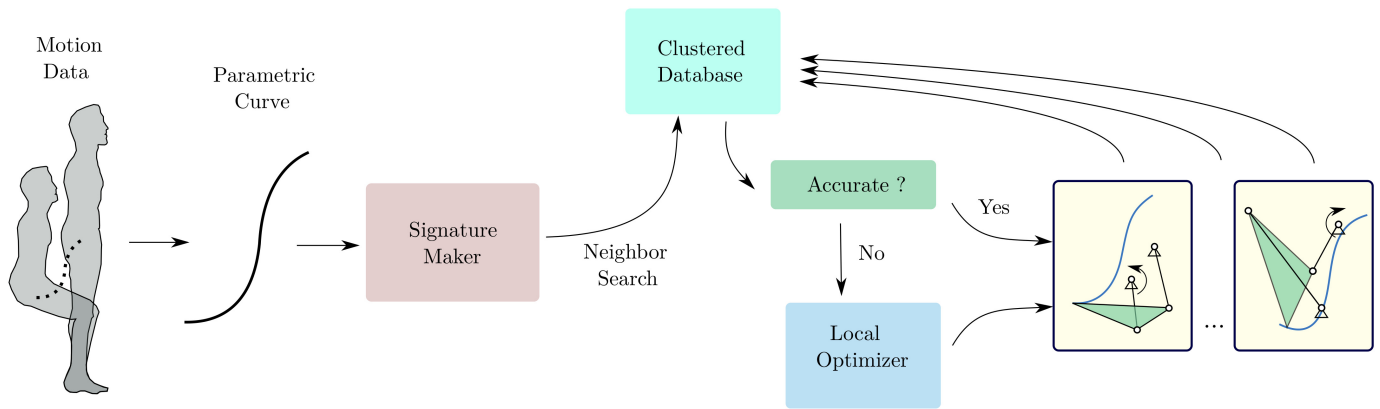 Motion
Data
Parametric
Curve
Signature
Maker
Neighbor
Search
Clustered
Database
Accurate ?
Yes
No
Local
Optimizer
...